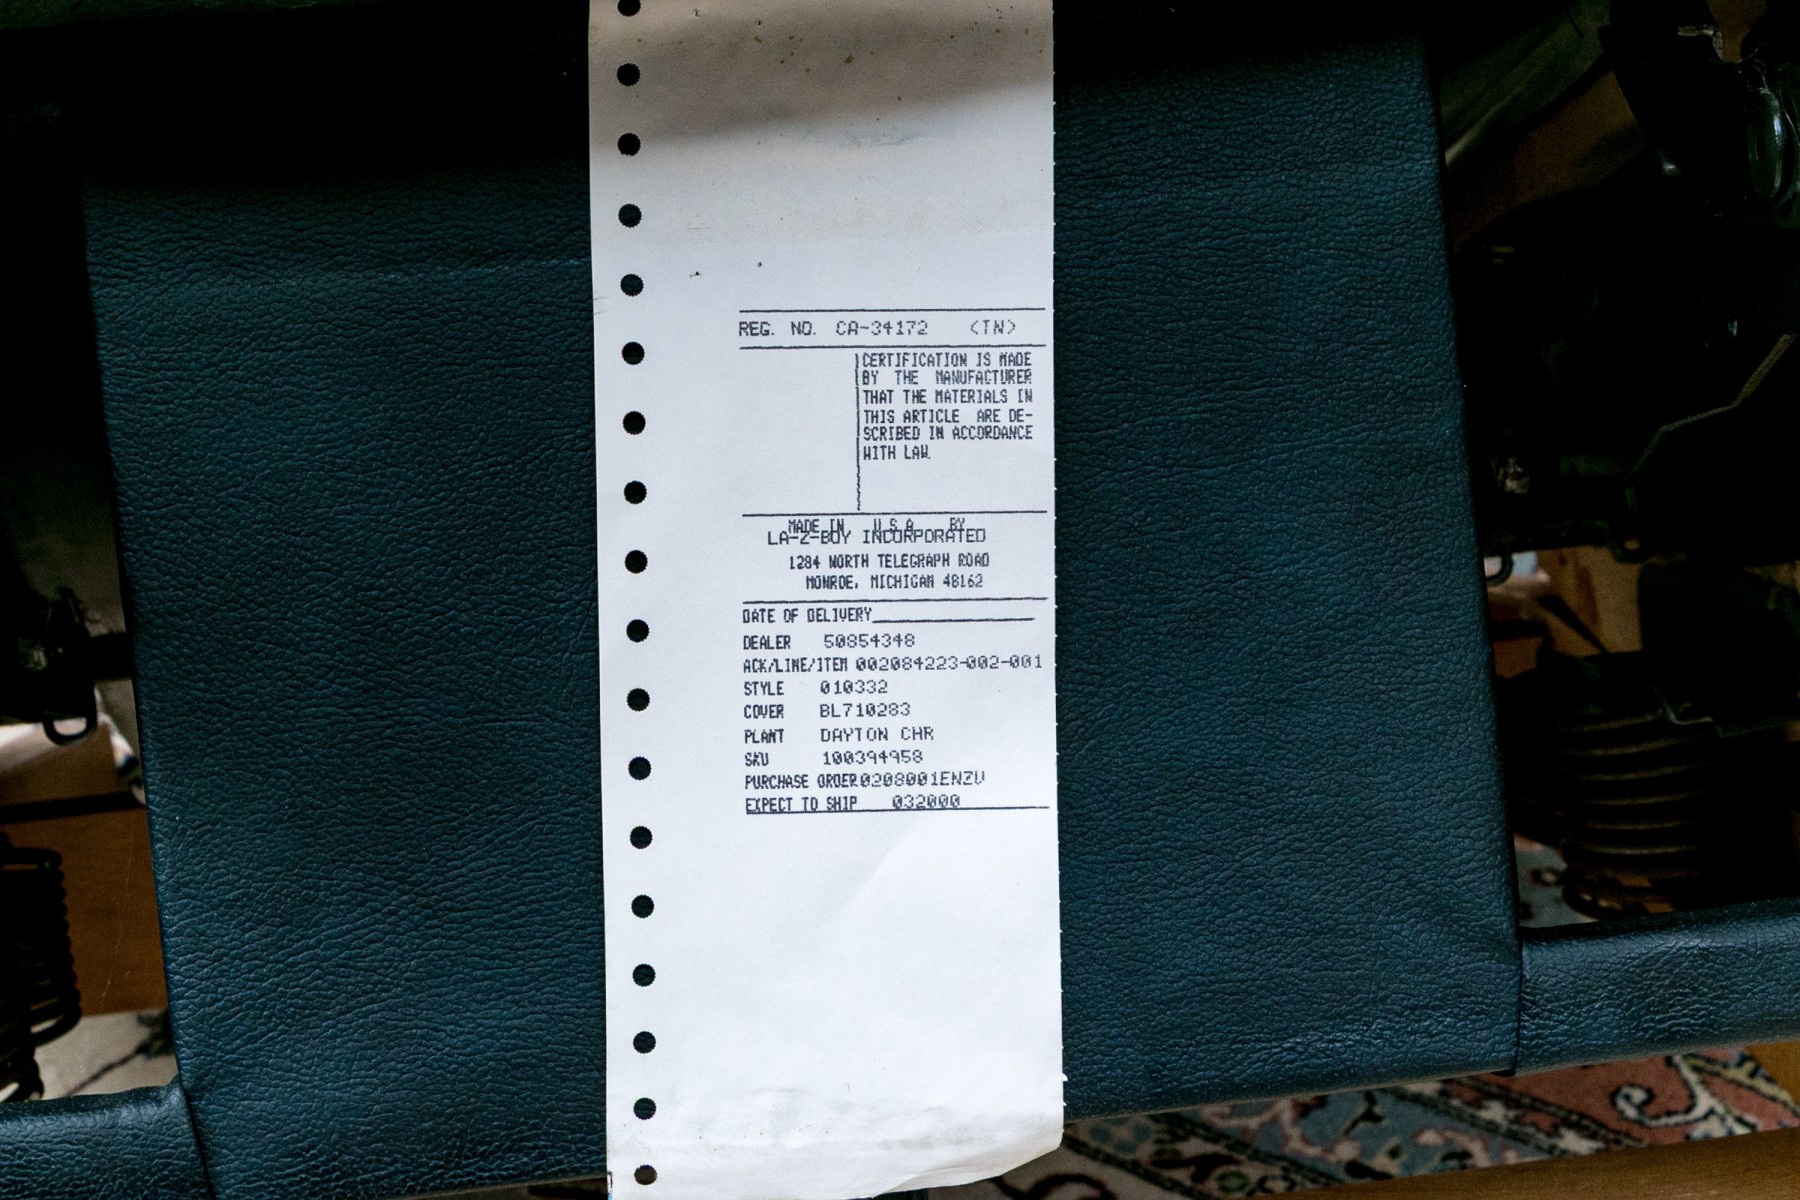 REG. NO. CA-34172 (TN)
CERTIFICATION IS MADE
BY THE MANUFACTURER
THAT THE MATERIALS IN
THIS ARTICLE ARE DE-
SCRIBED IN ACCORDANCE
WITH LAW.
MADE IN U S A BY
LA-Z-BOY INCORPORATED
1284 NORTH TELEGRAPH ROAD
MONROE, MICHIGAN 48162
DATE OF DELIVERY
DEALER 50854348
ACK/LINE/ITEM 002084223-002-001
STYLE 010332
COVER BL710283
PLANT DAYTON CHR
SKU 100394958
PURCHASE ORDER0208001ENZU
EXPECT TO SHIP 032000